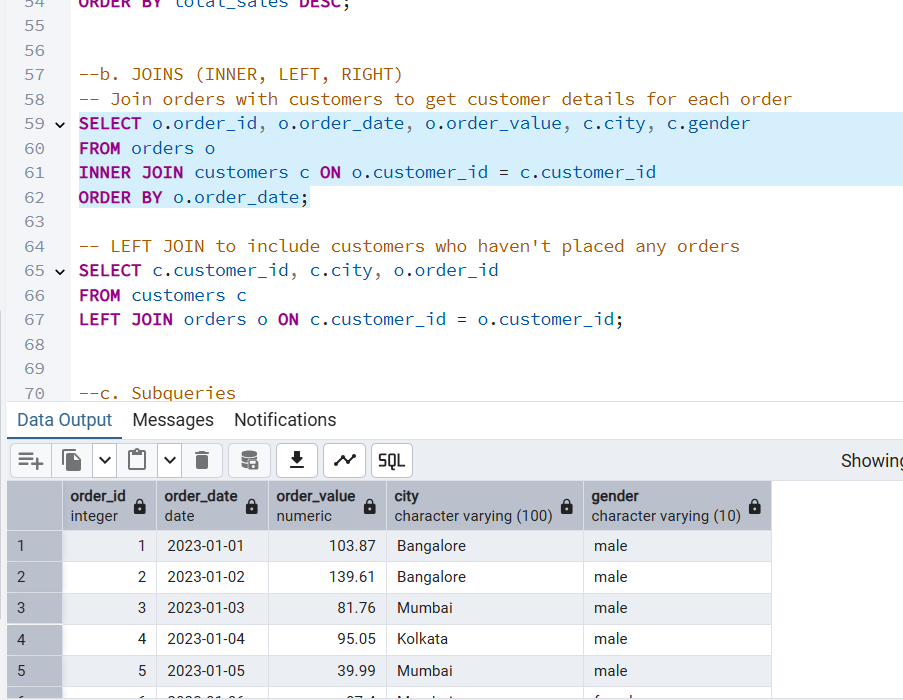 54 ORDER BY total_sales DESC;
55
56
57 --b. JOINS (INNER, LEFT, RIGHT)
58 -- Join orders with customers to get customer details for each order
59 SELECT o.order_id, o.order_date, o.order_value, c.city, c.gender
60 FROM orders o
61 INNER JOIN customers c ON o.customer_id = c.customer_id
62 ORDER BY o.order_date;
63
64 -- LEFT JOIN to include customers who haven't placed any orders
65 SELECT c.customer_id, c.city, o.order_id
66 FROM customers c
67 LEFT JOIN orders o ON c.customer_id = o.customer_id;
68
69
70 --c. Subqueries
Data Output Messages Notifications
SQL Showing
order_id order_date order_value city gender
integer date numeric character varying (100) character varying (10)
1 1 2023-01-01 103.87 Bangalore male
2 2 2023-01-02 139.61 Bangalore male
3 3 2023-01-03 81.76 Mumbai male
4 4 2023-01-04 95.05 Kolkata male
5 5 2023-01-05 39.99 Mumbai male